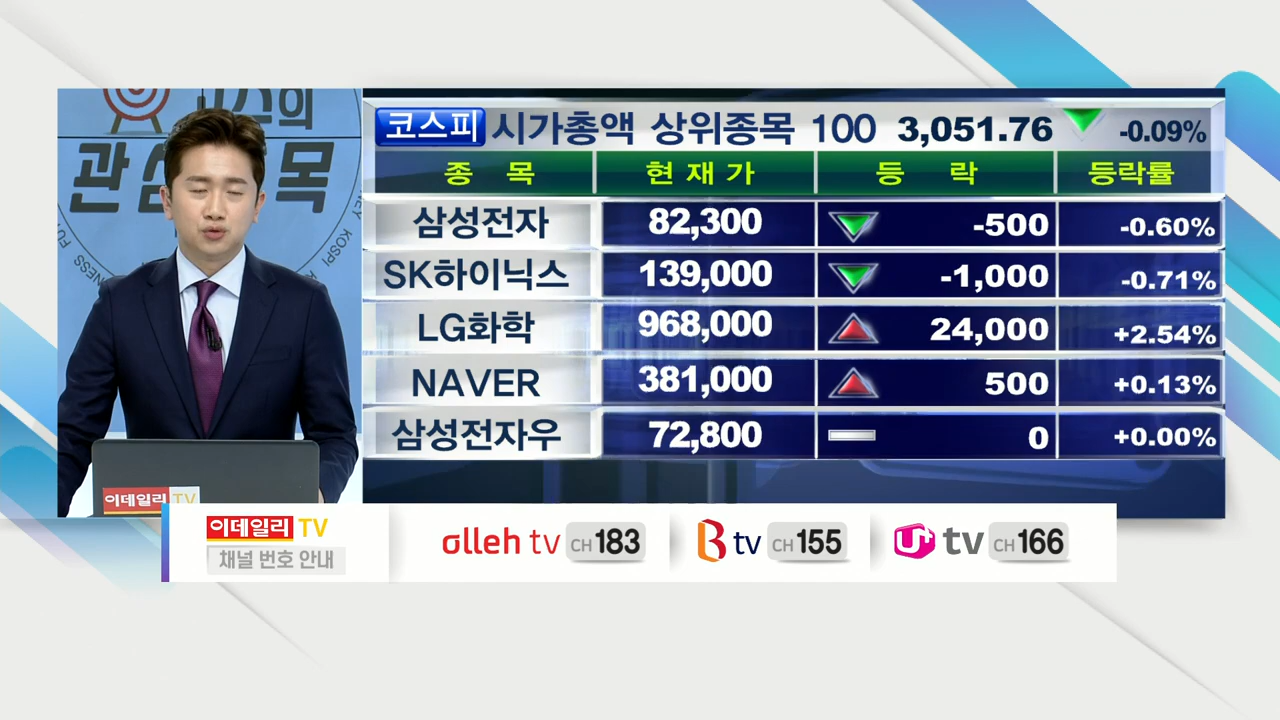 관심 목
KOSPI
코스피 시가총액 상위종목 100 3,051.76 -0.09%
종 목 현재가 등 락 등락률
삼성전자 82,300 -500 -0.60%
SK하이닉스 139,000 -1,000 -0.71%
LG화학 968,000 24,000 +2.54%
NAVER 381,000 500 +0.13%
삼성전자우 72,800 0 +0.00%
이데일리 TV
이데일리 TV
채널 번호 안내
olleh tv CH 183
B tv CH 155
U+ tv CH 166